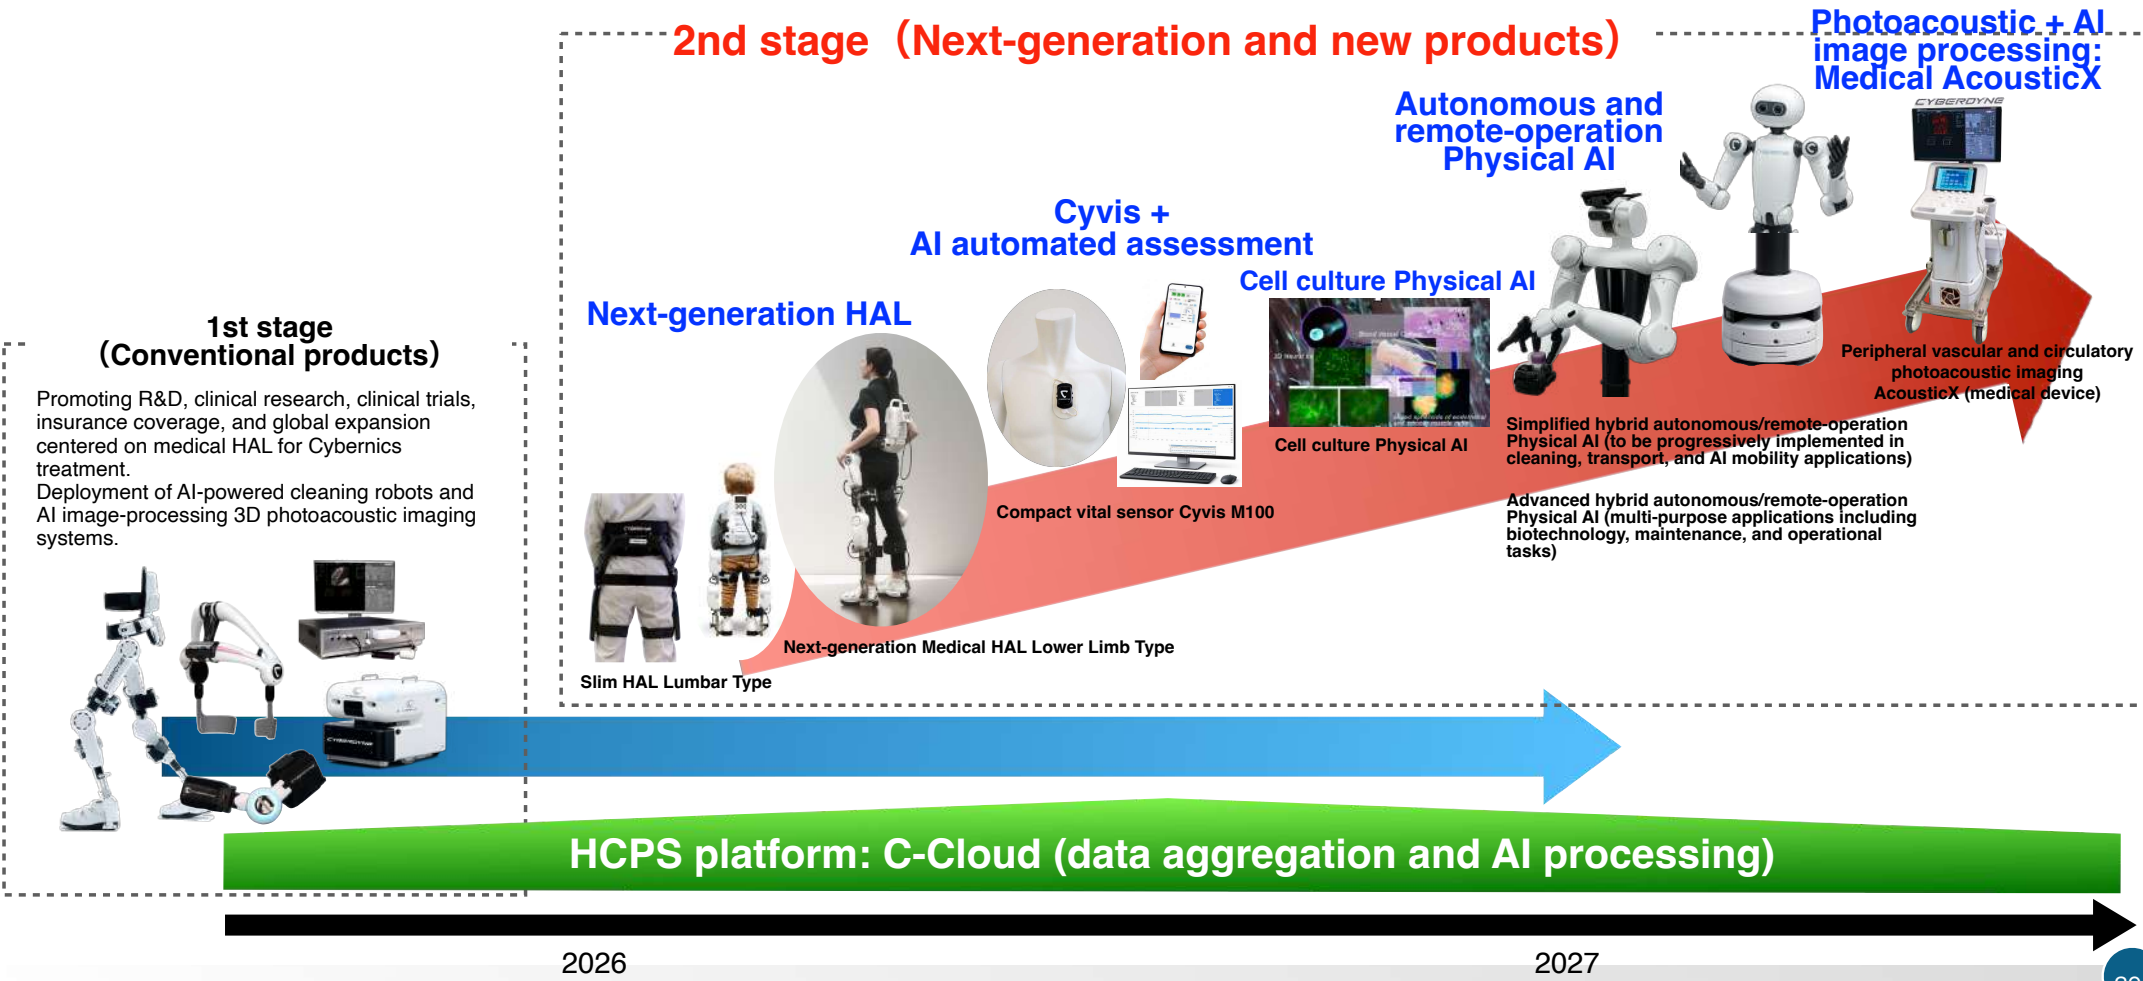 2nd stage（Next-generation and new products）
Photoacoustic + AI
image processing:
Medical AcousticX
Autonomous and
remote-operation
Physical AI
CYBERDYNE
Cyvis +
AI automated assessment
Cell culture Physical AI
Next-generation HAL
1st stage
（Conventional products）
Promoting R&D, clinical research, clinical trials,
insurance coverage, and global expansion
centered on medical HAL for Cybernics
treatment.
Deployment of AI-powered cleaning robots and
AI image-processing 3D photoacoustic imaging
systems.
Peripheral vascular and circulatory
photoacoustic imaging
AcousticX (medical device)
Cell culture Physical AI
Simplified hybrid autonomous/remote-operation
Physical AI (to be progressively implemented in
cleaning, transport, and AI mobility applications)
Advanced hybrid autonomous/remote-operation
Physical AI (multi-purpose applications including
biotechnology, maintenance, and operational
tasks)
Compact vital sensor Cyvis M100
Next-generation Medical HAL Lower Limb Type
Slim HAL Lumbar Type
CYBERDYNE
HCPS platform: C-Cloud (data aggregation and AI processing)
2026
2027